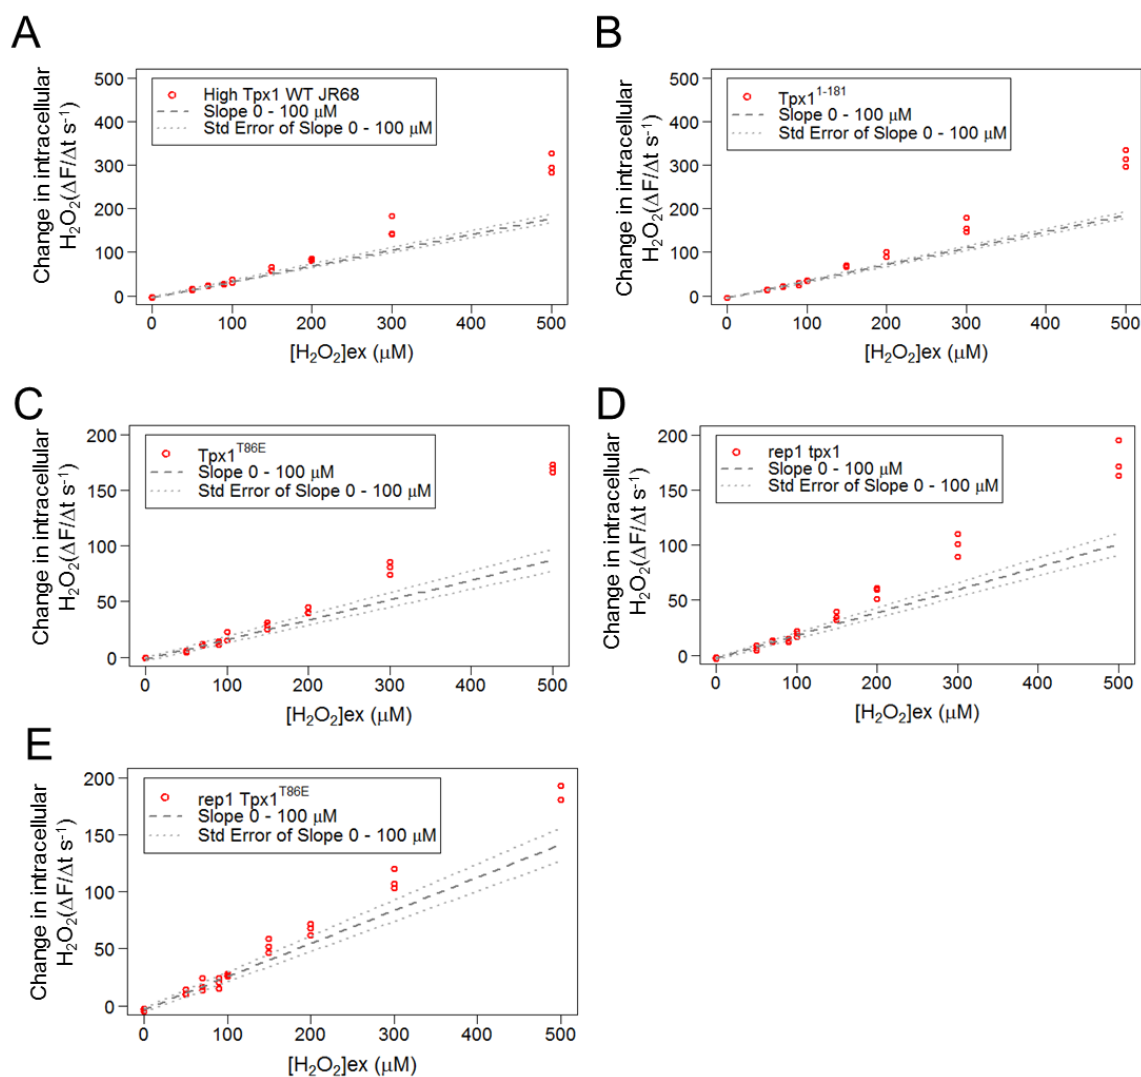 A
Change in intracellular
H₂O₂(ΔF/Δt s⁻¹)
500
400
300
200
100
0
High Tpx1 WT JR68
Slope 0 - 100 μM
Std Error of Slope 0 - 100 μM
0 100 200 300 400 500
[H₂O₂]ex (μM)
B
Change in intracellular
H₂O₂(ΔF/Δt s⁻¹)
500
400
300
200
100
0
Tpx1¹⁻¹⁸¹
Slope 0 - 100 μM
Std Error of Slope 0 - 100 μM
0 100 200 300 400 500
[H₂O₂]ex (μM)
C
Change in intracellular
H₂O₂(ΔF/Δt s⁻¹)
200
150
100
50
0
Tpx1ᵀ⁸⁶ᴱ
Slope 0 - 100 μM
Std Error of Slope 0 - 100 μM
0 100 200 300 400 500
[H₂O₂]ex (μM)
D
Change in intracellular
H₂O₂(ΔF/Δt s⁻¹)
200
150
100
50
0
rep1 tpx1
Slope 0 - 100 μM
Std Error of Slope 0 - 100 μM
0 100 200 300 400 500
[H₂O₂]ex (μM)
E
Change in intracellular
H₂O₂(ΔF/Δt s⁻¹)
200
150
100
50
0
rep1 Tpx1ᵀ⁸⁶ᴱ
Slope 0 - 100 μM
Std Error of Slope 0 - 100 μM
0 100 200 300 400 500
[H₂O₂]ex (μM)